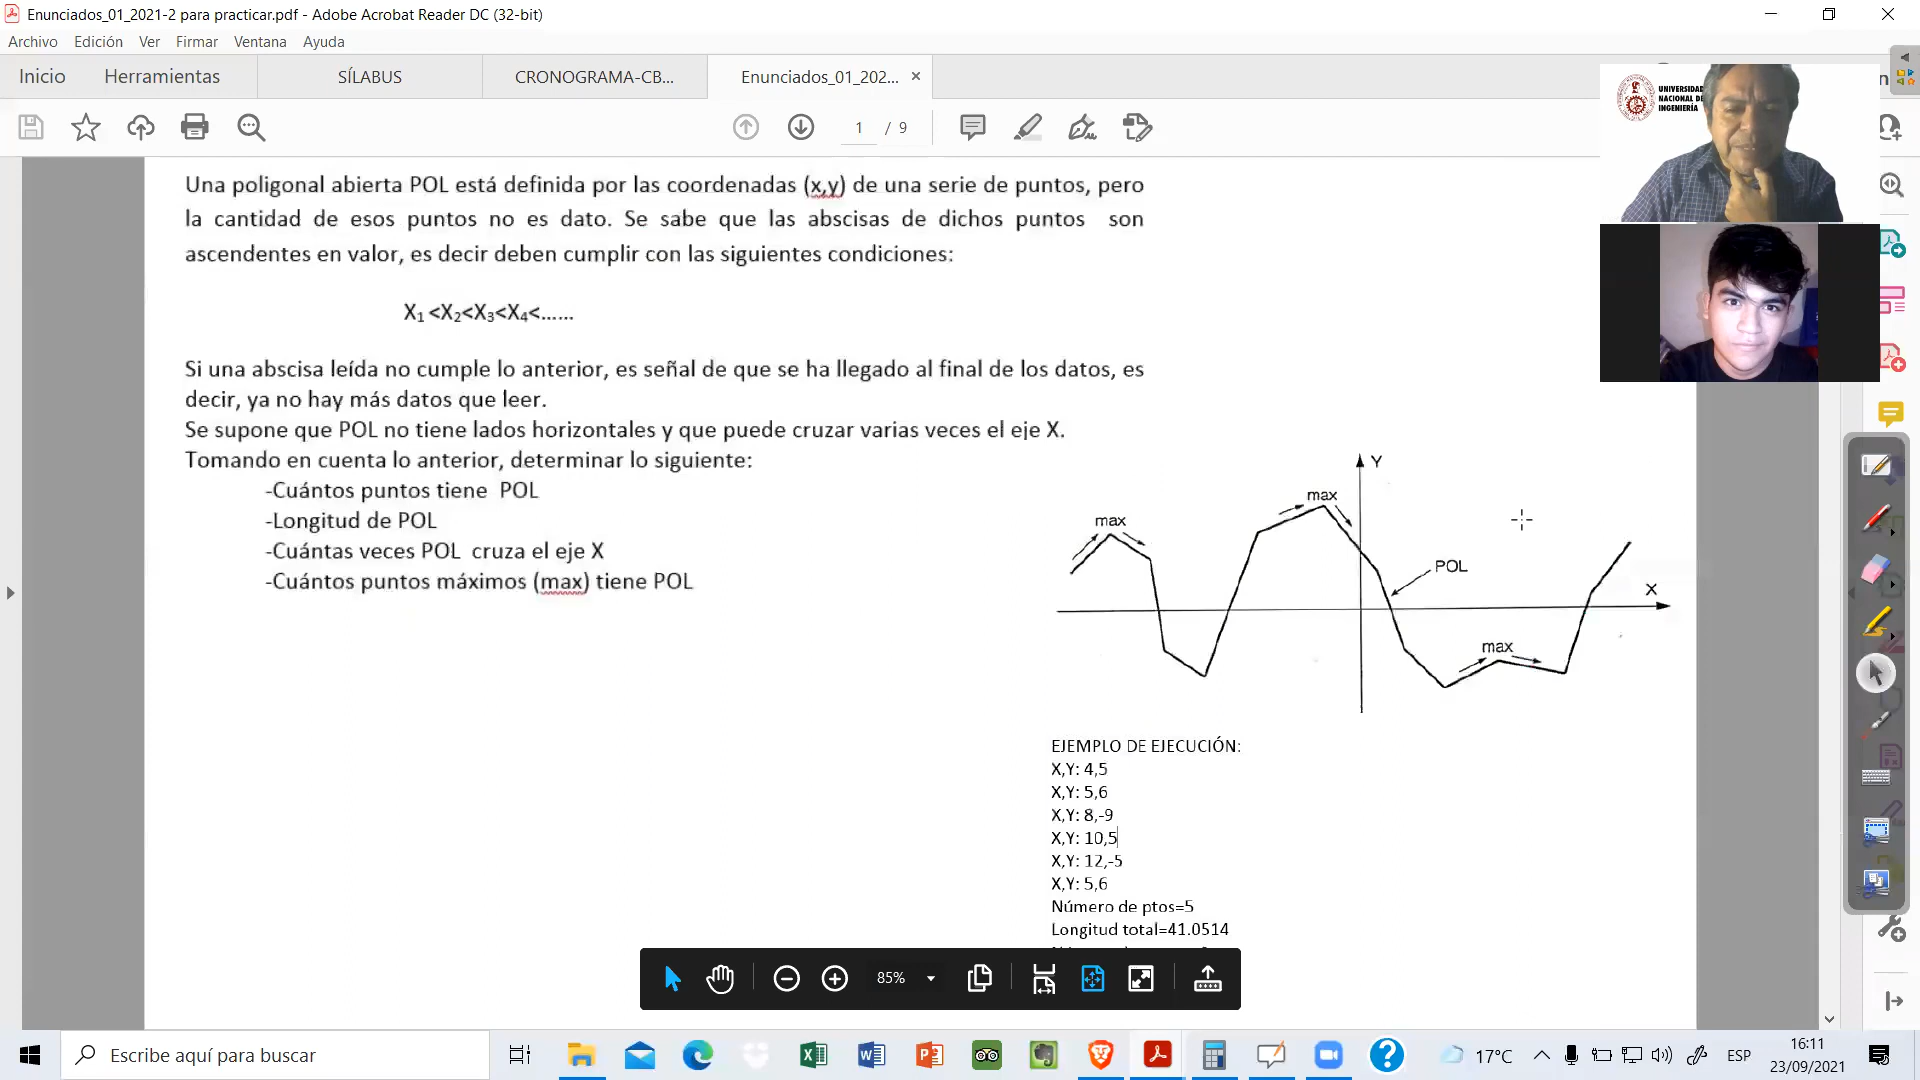 Enunciados_01_2021-2 para practicar.pdf - Adobe Acrobat Reader DC (32-bit)
Archivo Edición Ver Firmar Ventana Ayuda
Inicio Herramientas SÍLABUS CRONOGRAMA-CB... Enunciados_01_202... ×
1 / 9
UNIVERSIDAD
NACIONAL DE
INGENIERÍA
Una poligonal abierta POL está definida por las coordenadas (x,y) de una serie de puntos, pero
la cantidad de esos puntos no es dato. Se sabe que las abscisas de dichos puntos son
ascendentes en valor, es decir deben cumplir con las siguientes condiciones:
X₁ <X₂<X₃<X₄<......
Si una abscisa leída no cumple lo anterior, es señal de que se ha llegado al final de los datos, es
decir, ya no hay más datos que leer.
Se supone que POL no tiene lados horizontales y que puede cruzar varias veces el eje X.
Tomando en cuenta lo anterior, determinar lo siguiente:
-Cuántos puntos tiene POL
-Longitud de POL
-Cuántas veces POL cruza el eje X
-Cuántos puntos máximos (max) tiene POL
Y
max
max
POL
X
max
EJEMPLO DE EJECUCIÓN:
X,Y: 4,5
X,Y: 5,6
X,Y: 8,-9
X,Y: 10,5
X,Y: 12,-5
X,Y: 5,6
Número de ptos=5
Longitud total=41.0514
85%
Escribe aquí para buscar
17°C ESP
16:11
23/09/2021